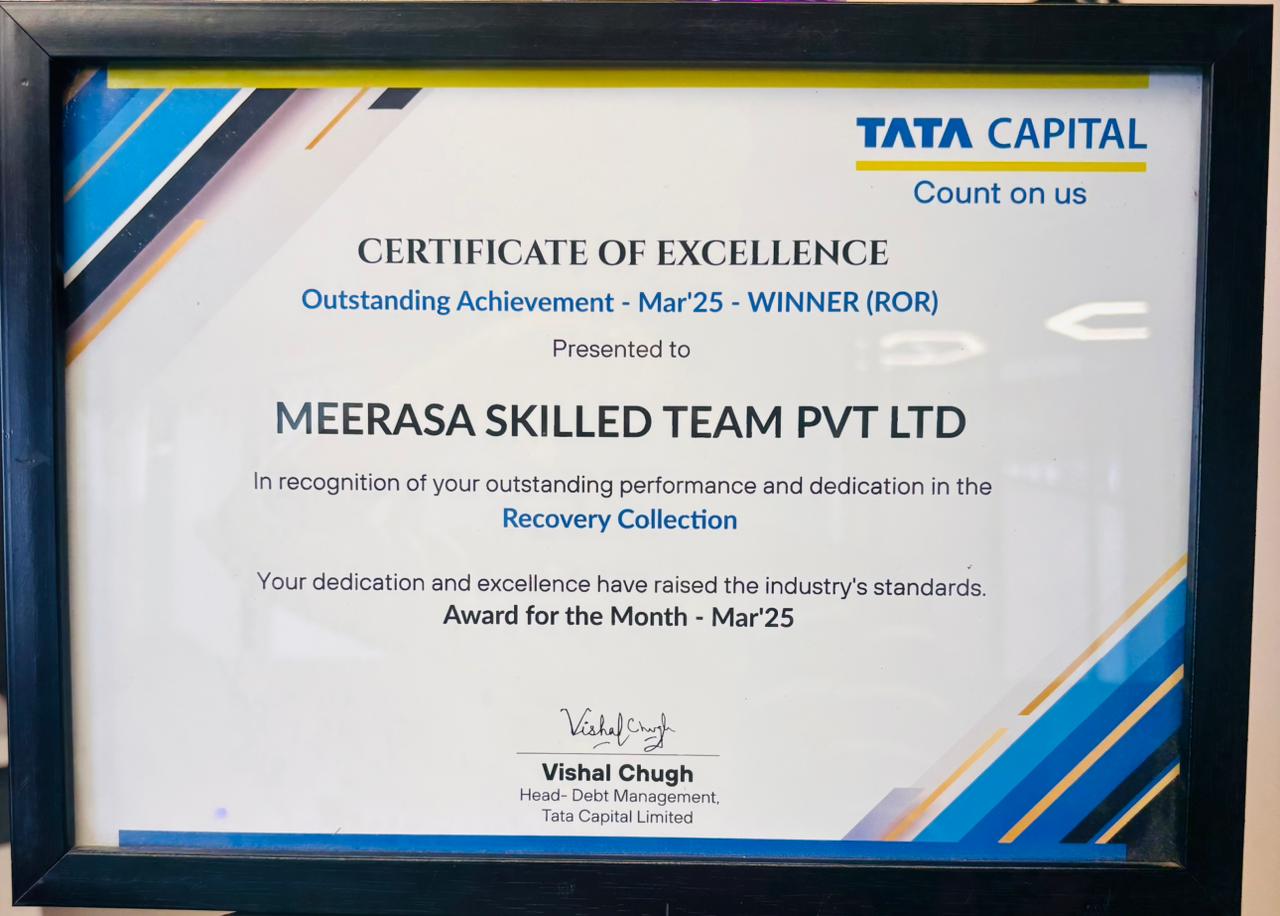 TATA CAPITAL
Count on us
CERTIFICATE OF EXCELLENCE
Outstanding Achievement - Mar'25 - WINNER (ROR)
Presented to
MEERASA SKILLED TEAM PVT LTD
In recognition of your outstanding performance and dedication in the
Recovery Collection
Your dedication and excellence have raised the industry's standards.
Award for the Month - Mar'25
Vishal Chugh
Vishal Chugh
Head- Debt Management,
Tata Capital Limited